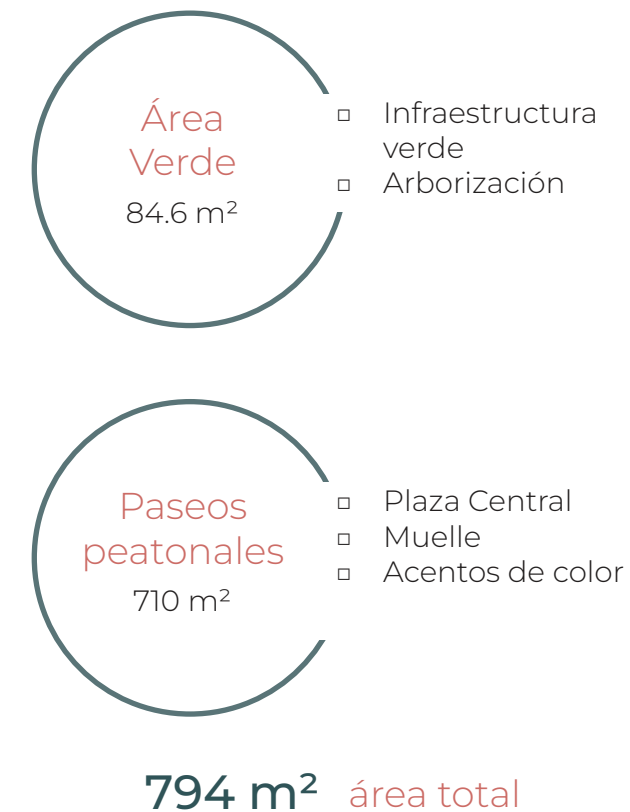 Área
Verde
84.6 m²
▫ Infraestructura
verde
▫ Arborización
Paseos
peatonales
710 m²
▫ Plaza Central
▫ Muelle
▫ Acentos de color
794 m² área total